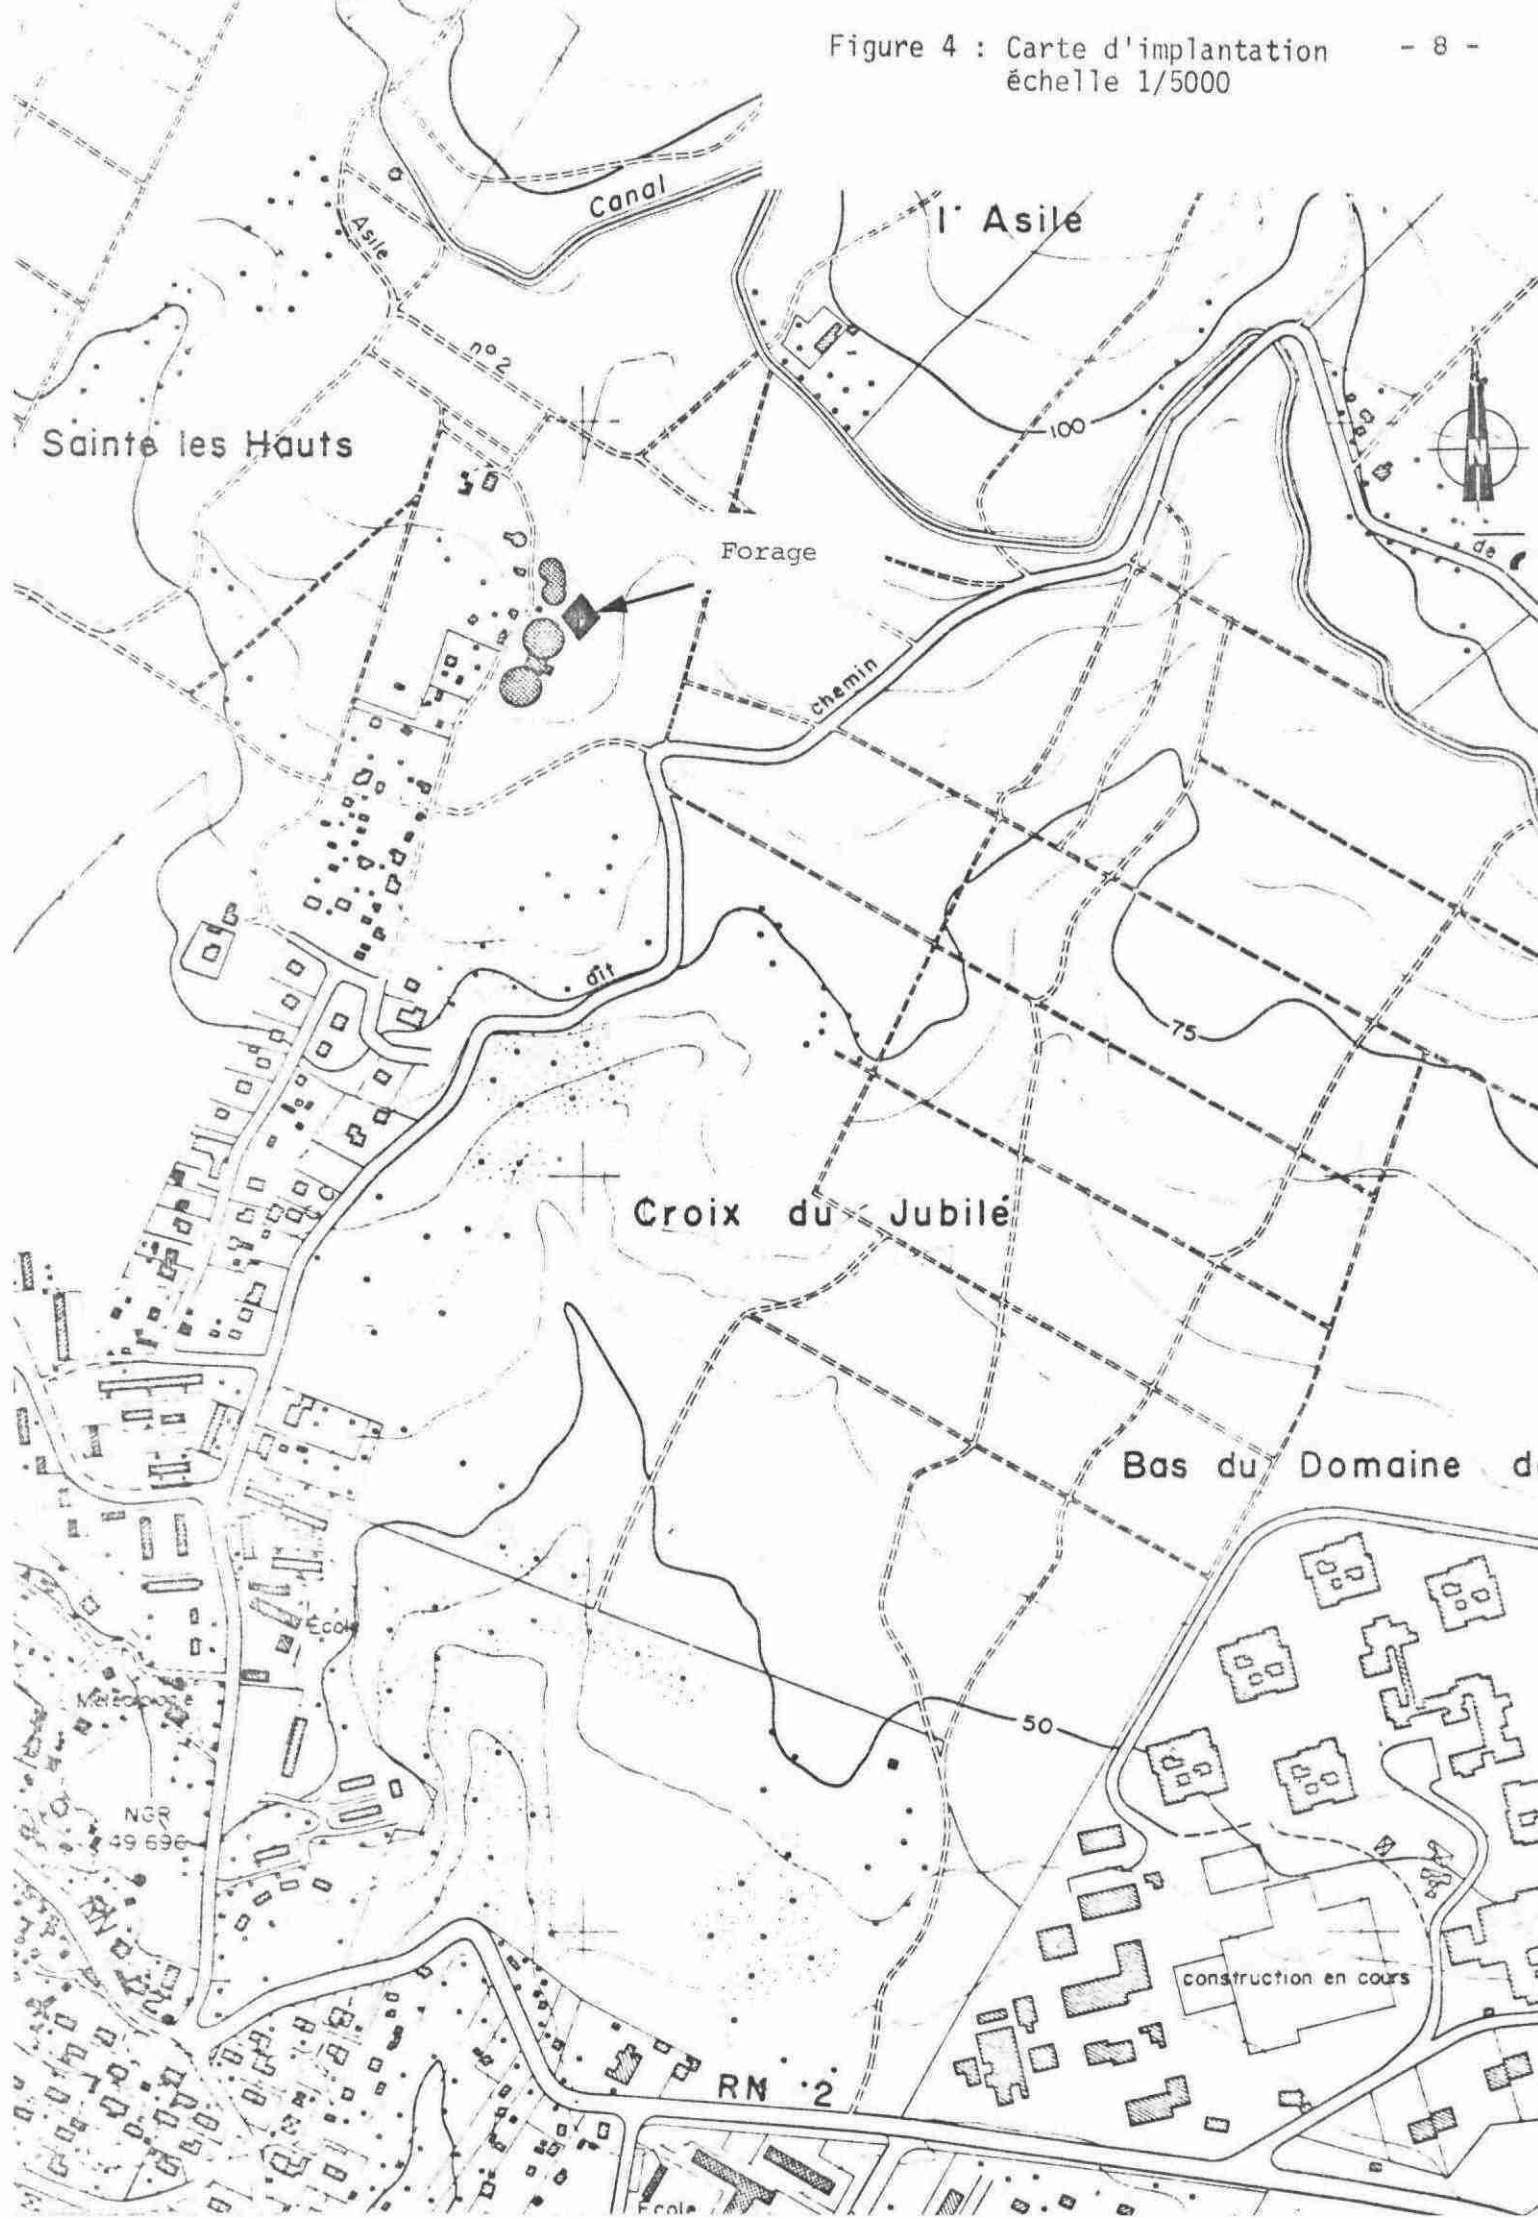 Figure 4 : Carte d'implantation - 8 -
échelle 1/5000
Canal
l' Asile
Asile
n° 2
100
Sainte les Hauts
N
de
Forage
chemin
dit
75
Croix du Jubilé
Bas du Domaine d
École
50
NGR
49 696
construction en cours
RN 2
Ecole